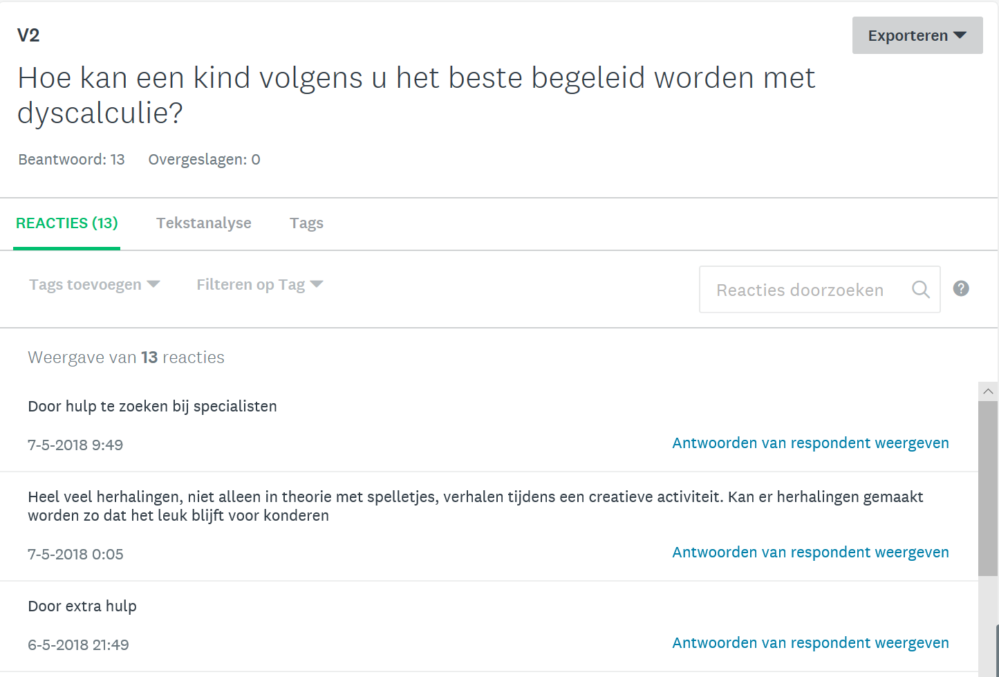 V2
Exporteren
Hoe kan een kind volgens u het beste begeleid worden met
dyscalculie?
Beantwoord: 13 Overgeslagen: 0
REACTIES (13) Tekstanalyse Tags
Tags toevoegen Filteren op Tag Reacties doorzoeken ?
Weergave van 13 reacties
Door hulp te zoeken bij specialisten
7-5-2018 9:49 Antwoorden van respondent weergeven
Heel veel herhalingen, niet alleen in theorie met spelletjes, verhalen tijdens een creatieve activiteit. Kan er herhalingen gemaakt
worden zo dat het leuk blijft voor konderen
7-5-2018 0:05 Antwoorden van respondent weergeven
Door extra hulp
6-5-2018 21:49 Antwoorden van respondent weergeven